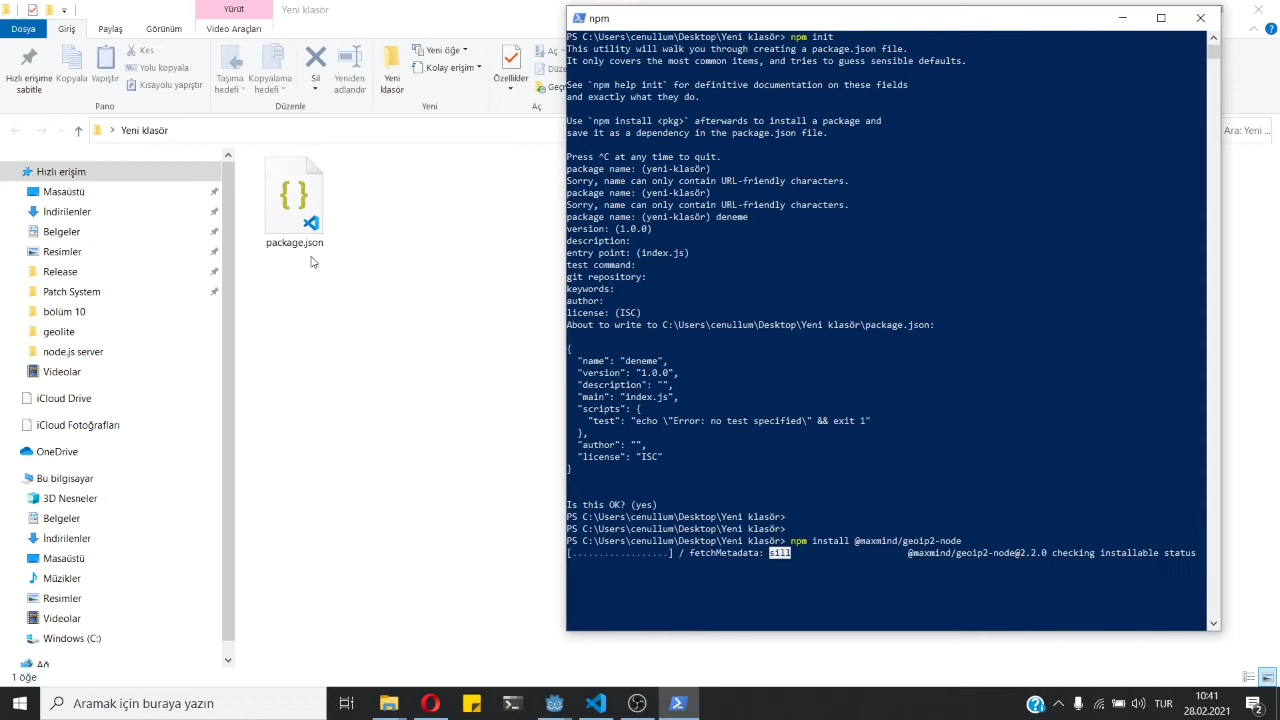 Yürüt
Yeni klasör
Dosya
Giriş
Paylaş
Görünüm
Video Araçları
Hızlı erişime sabitle
Kopyala
Yapıştır
Kes
Yolu kopyala
Kısayolu yapıştır
Taşıma hedefi
Kopyalama hedefi
Sil
Yeniden adlandır
Yeni klasör
Yeni öğe
Kolay erişim
Özellikler
Pano
Düzenle
Yeni
Aç
Yeni klasör
Ara: Yeni ...
Hızlı erişim
Masaüstü
İndirilenler
Belgeler
Resimler
Release
Patch System
bölüm 10
geolite
node.js server
Videolar
iCloud Drive
iCloud Fotoğrafları
OneDrive
Bu bilgisayar
3D Nesneler
Belgeler
İndirilenler
Masaüstü
Müzikler
Resimler
Videolar
Windows (C:)
Ağ
1 öğe
package.json
npm
PS C:\Users\cenullum\Desktop\Yeni klasör> npm init
This utility will walk you through creating a package.json file.
It only covers the most common items, and tries to guess sensible defaults.
See `npm help init` for definitive documentation on these fields
and exactly what they do.
Use `npm install <pkg>` afterwards to install a package and
save it as a dependency in the package.json file.
Press ^C at any time to quit.
package name: (yeni-klasör)
Sorry, name can only contain URL-friendly characters.
package name: (yeni-klasör)
Sorry, name can only contain URL-friendly characters.
package name: (yeni-klasör) deneme
version: (1.0.0)
description:
entry point: (index.js)
test command:
git repository:
keywords:
author:
license: (ISC)
About to write to C:\Users\cenullum\Desktop\Yeni klasör\package.json:
{
"name": "deneme",
"version": "1.0.0",
"description": "",
"main": "index.js",
"scripts": {
"test": "echo \"Error: no test specified\" && exit 1"
},
"author": "",
"license": "ISC"
}
Is this OK? (yes)
PS C:\Users\cenullum\Desktop\Yeni klasör>
PS C:\Users\cenullum\Desktop\Yeni klasör>
PS C:\Users\cenullum\Desktop\Yeni klasör> npm install @maxmind/geoip2-node
[..................] / fetchMetadata: sill @maxmind/geoip2-node@2.2.0 checking installable status
Aramak için buraya yazın
TUR
10:41
28.02.2021
2